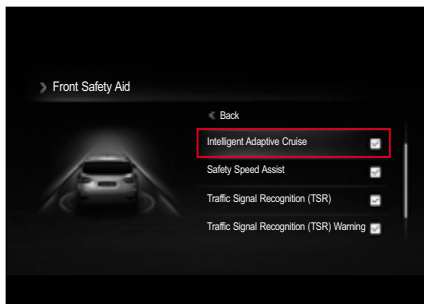 Front Safety Aid
Back
Intelligent Adaptive Cruise
Safety Speed Assist
Traffic Signal Recognition (TSR)
Traffic Signal Recognition (TSR) Warning